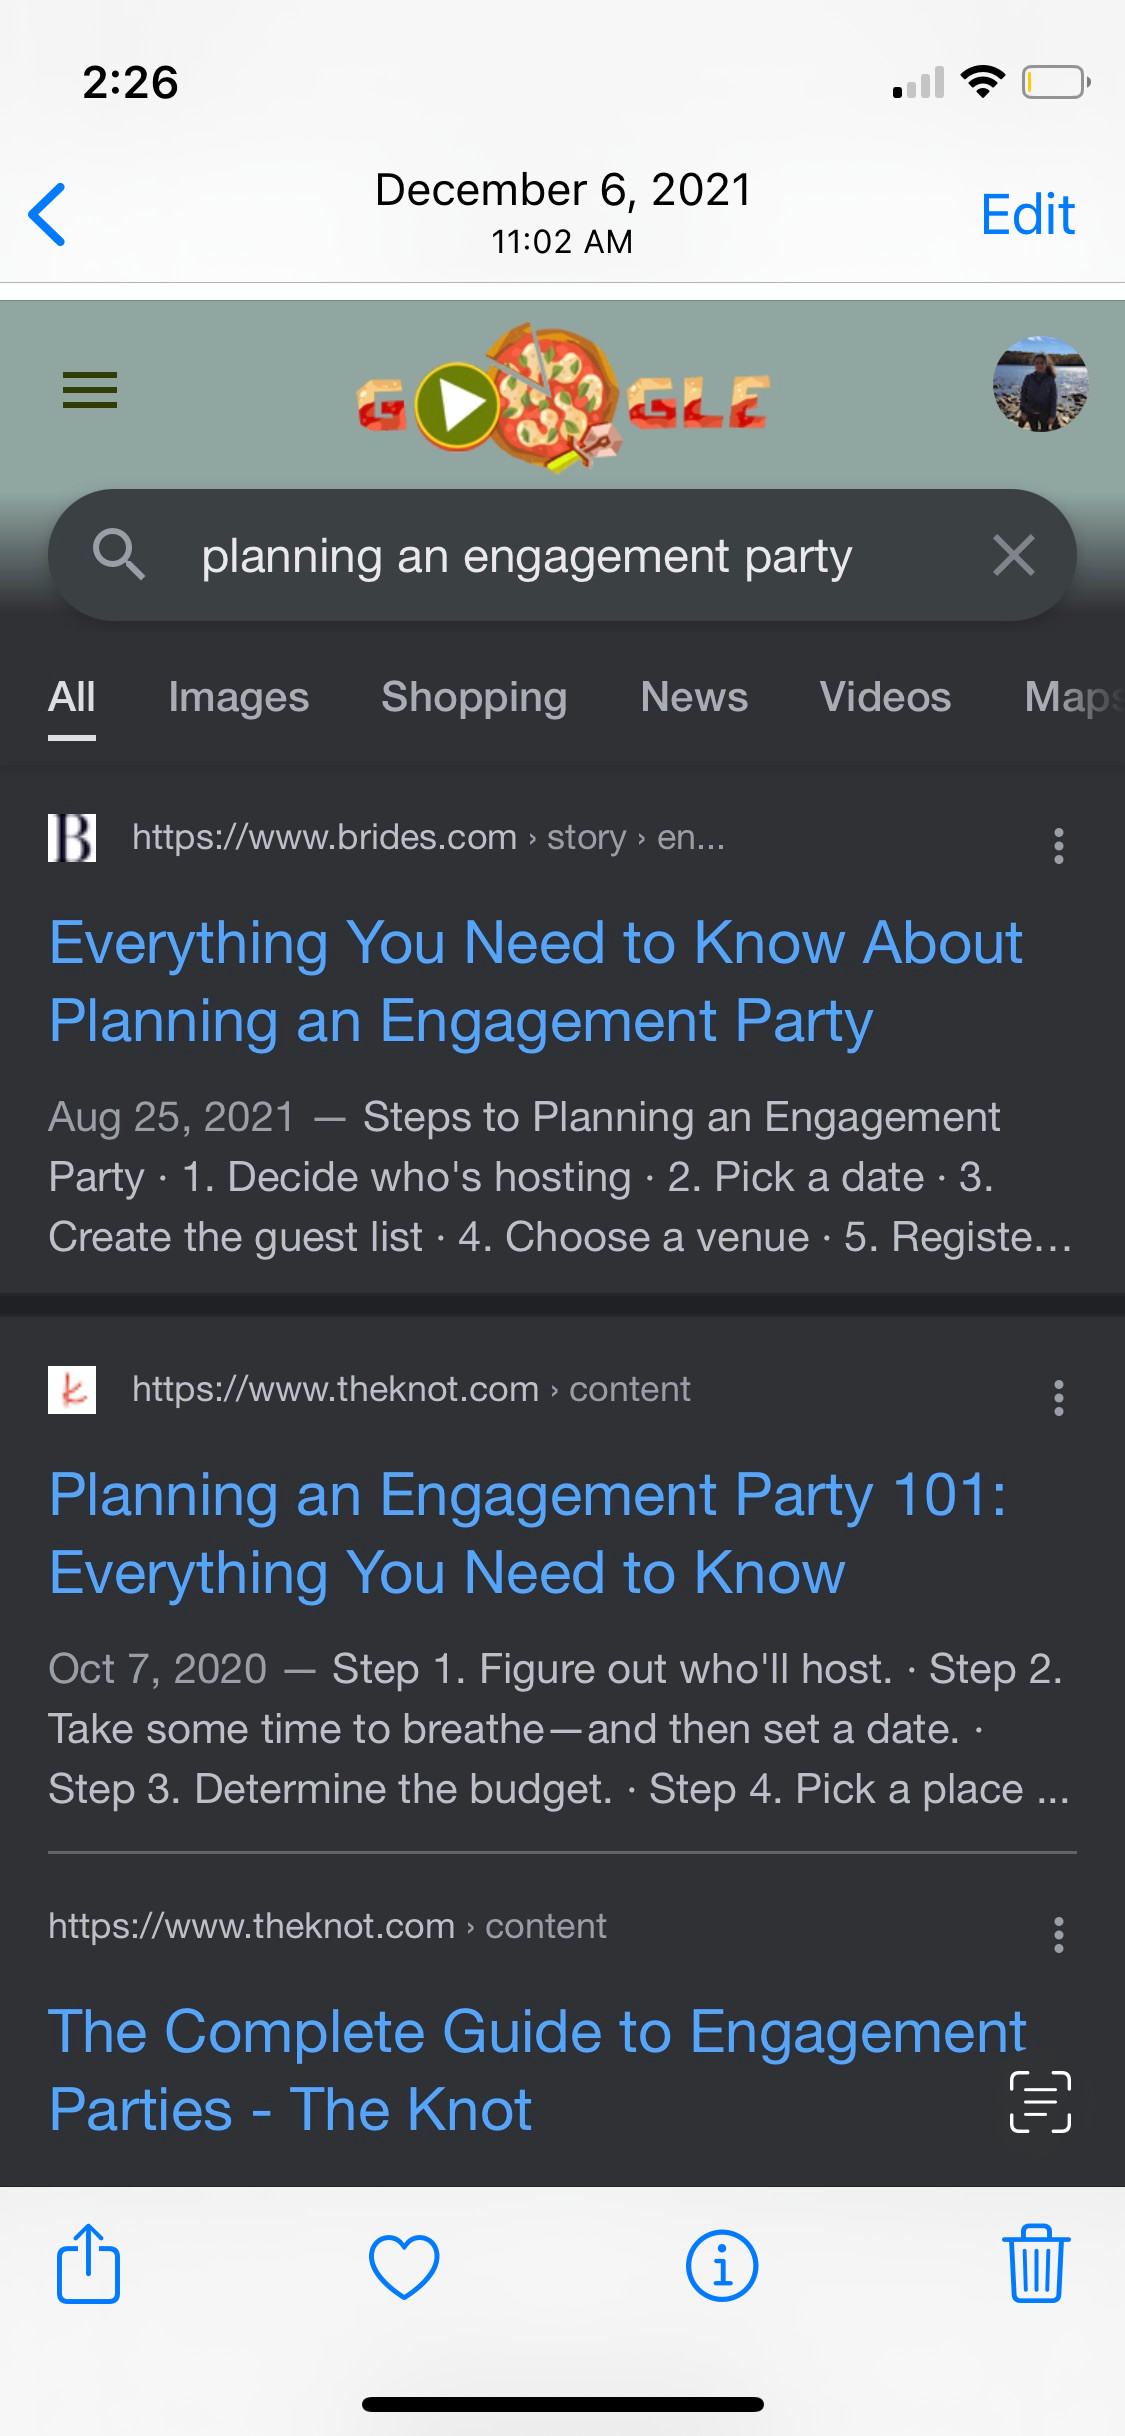 2:26
December 6, 2021
11:02 AM
Edit
GOOGLE
planning an engagement party
All Images Shopping News Videos Maps
B https://www.brides.com › story › en...
Everything You Need to Know About
Planning an Engagement Party
Aug 25, 2021 — Steps to Planning an Engagement
Party · 1. Decide who's hosting · 2. Pick a date · 3.
Create the guest list · 4. Choose a venue · 5. Registe...
https://www.theknot.com › content
Planning an Engagement Party 101:
Everything You Need to Know
Oct 7, 2020 — Step 1. Figure out who'll host. · Step 2.
Take some time to breathe—and then set a date. ·
Step 3. Determine the budget. · Step 4. Pick a place ...
https://www.theknot.com › content
The Complete Guide to Engagement
Parties - The Knot